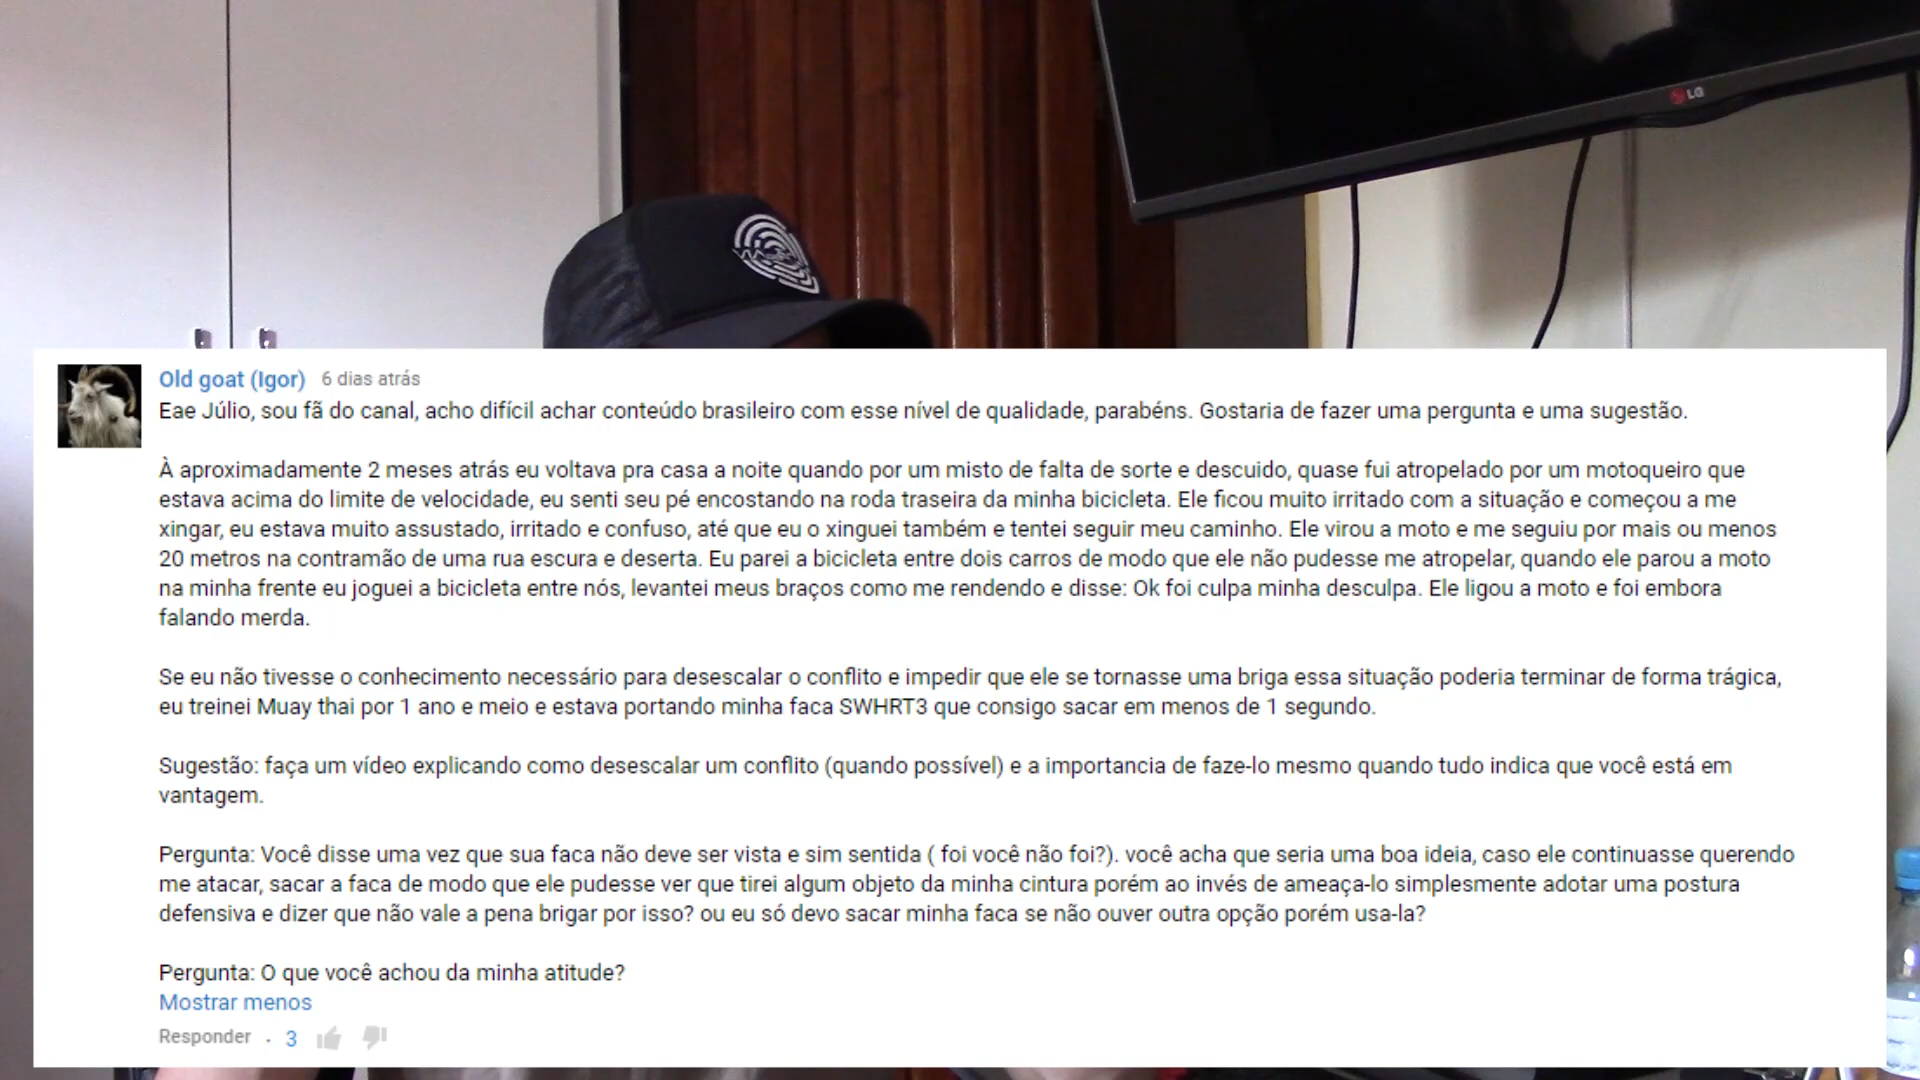 LG
Old goat (Igor) 6 dias atrás
Eae Júlio, sou fã do canal, acho difícil achar conteúdo brasileiro com esse nível de qualidade, parabéns. Gostaria de fazer uma pergunta e uma sugestão.
À aproximadamente 2 meses atrás eu voltava pra casa a noite quando por um misto de falta de sorte e descuido, quase fui atropelado por um motoqueiro que
estava acima do limite de velocidade, eu senti seu pé encostando na roda traseira da minha bicicleta. Ele ficou muito irritado com a situação e começou a me
xingar, eu estava muito assustado, irritado e confuso, até que eu o xinguei também e tentei seguir meu caminho. Ele virou a moto e me seguiu por mais ou menos
20 metros na contramão de uma rua escura e deserta. Eu parei a bicicleta entre dois carros de modo que ele não pudesse me atropelar, quando ele parou a moto
na minha frente eu joguei a bicicleta entre nós, levantei meus braços como me rendendo e disse: Ok foi culpa minha desculpa. Ele ligou a moto e foi embora
falando merda.
Se eu não tivesse o conhecimento necessário para desescalar o conflito e impedir que ele se tornasse uma briga essa situação poderia terminar de forma trágica,
eu treinei Muay thai por 1 ano e meio e estava portando minha faca SWHRT3 que consigo sacar em menos de 1 segundo.
Sugestão: faça um vídeo explicando como desescalar um conflito (quando possível) e a importancia de faze-lo mesmo quando tudo indica que você está em
vantagem.
Pergunta: Você disse uma vez que sua faca não deve ser vista e sim sentida ( foi você não foi?). você acha que seria uma boa ideia, caso ele continuasse querendo
me atacar, sacar a faca de modo que ele pudesse ver que tirei algum objeto da minha cintura porém ao invés de ameaça-lo simplesmente adotar uma postura
defensiva e dizer que não vale a pena brigar por isso? ou eu só devo sacar minha faca se não ouver outra opção porém usa-la?
Pergunta: O que você achou da minha atitude?
Mostrar menos
Responder . 3